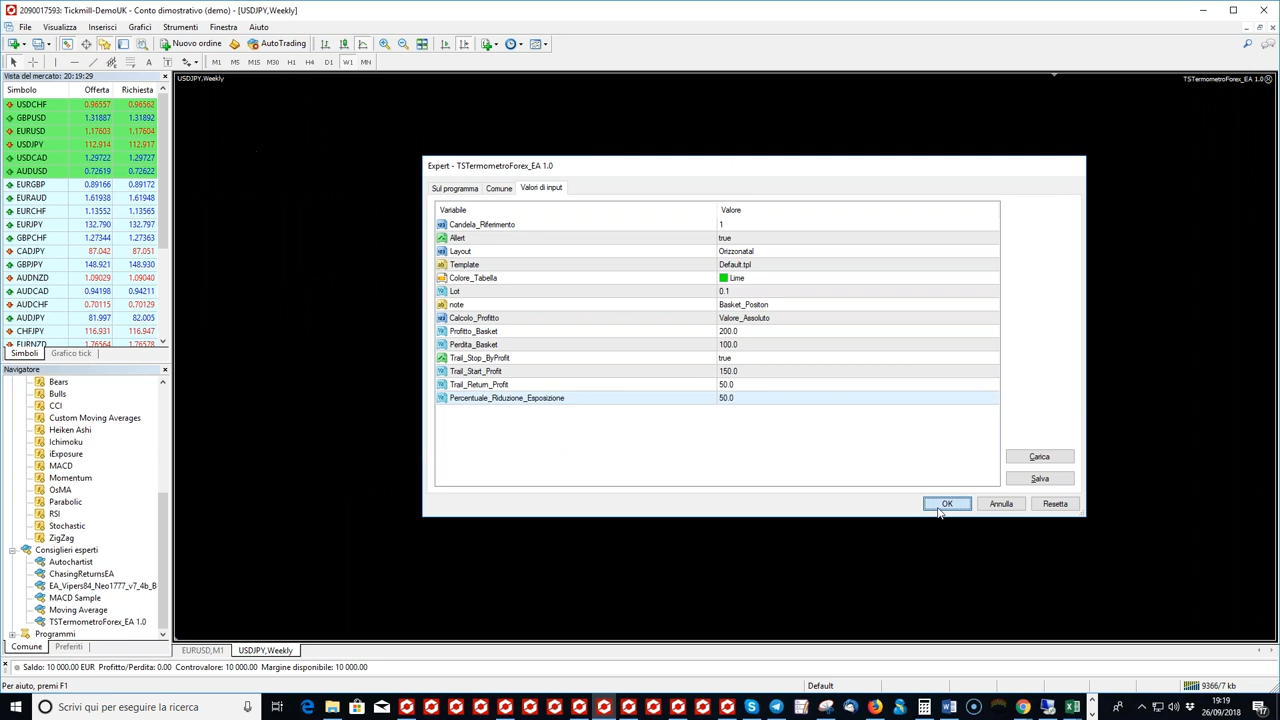 2090017593: Tickmill-DemoUK - Conto dimostrativo (demo) - [USDJPY,Weekly]
File Visualizza Inserisci Grafici Strumenti Finestra Aiuto
Nuovo ordine AutoTrading
A T M1 M5 M15 M30 H1 H4 D1 W1 MN
Vista del mercato: 20:19:29
Simbolo Offerta Richiesta
USDCHF 0.96557 0.96562
GBPUSD 1.31887 1.31892
EURUSD 1.17603 1.17604
USDJPY 112.914 112.917
USDCAD 1.29722 1.29727
AUDUSD 0.72619 0.72622
EURGBP 0.89166 0.89172
EURAUD 1.61938 1.61948
EURCHF 1.13552 1.13565
EURJPY 132.790 132.797
GBPCHF 1.27344 1.27363
CADJPY 87.042 87.051
GBPJPY 148.921 148.930
AUDNZD 1.09029 1.09040
AUDCAD 0.94198 0.94211
AUDCHF 0.70115 0.70129
AUDJPY 81.997 82.005
CHFJPY 116.931 116.947
EURNZD 1.76564 1.76578
Simboli Grafico tick
Navigatore
Bears
Bulls
CCI
Custom Moving Averages
Heiken Ashi
Ichimoku
iExposure
MACD
Momentum
OsMA
Parabolic
RSI
Stochastic
ZigZag
Consiglieri esperti
Autochartist
ChasingReturnsEA
EA_Vipers84_Neo1777_v7_4b_B
MACD Sample
Moving Average
TSTermometroForex_EA 1.0
Programmi
Comune Preferiti
USDJPY,Weekly
TSTermometroForex_EA 1.0
Expert - TSTermometroForex_EA 1.0
Sul programma Comune Valori di input
Variabile Valore
Candela_Riferimento 1
Allert true
Layout Orizzonatal
Template Default.tpl
Colore_Tabella Lime
Lot 0.1
note Basket_Positon
Calcolo_Profitto Valore_Assoluto
Profitto_Basket 200.0
Perdita_Basket 100.0
Trail_Stop_ByProfit true
Trail_Start_Profit 150.0
Trail_Return_Profit 50.0
Percentuale_Riduzione_Esposizione 50.0
Carica
Salva
OK Annulla Resetta
EURUSD,M1 USDJPY,Weekly
Saldo: 10 000.00 EUR Profitto/Perdita: 0.00 Controvalore: 10 000.00 Margine disponibile: 10 000.00
Per aiuto, premi F1 Default 9366/7 kb
Scrivi qui per eseguire la ricerca
19:19
26/09/2018